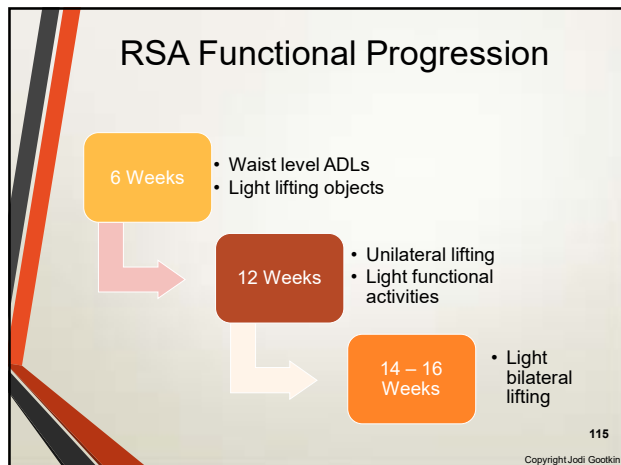 RSA Functional Progression
6 Weeks
• Waist level ADLs
• Light lifting objects
12 Weeks
• Unilateral lifting
• Light functional
activities
14 – 16
Weeks
• Light
bilateral
lifting
115
Copyright Jodi Gootkin